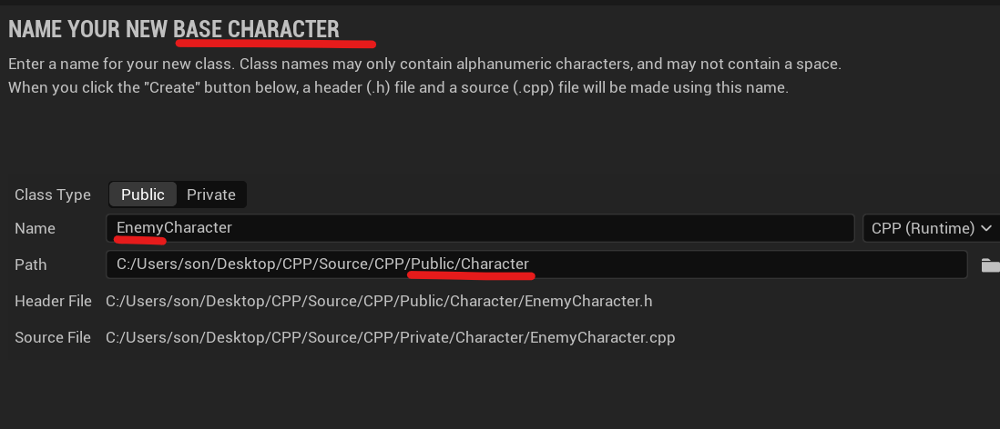 NAME YOUR NEW BASE CHARACTER
Enter a name for your new class. Class names may only contain alphanumeric characters, and may not contain a space.
When you click the "Create" button below, a header (.h) file and a source (.cpp) file will be made using this name.
Class Type Public Private
Name EnemyCharacter CPP (Runtime)
Path C:/Users/son/Desktop/CPP/Source/CPP/Public/Character
Header File C:/Users/son/Desktop/CPP/Source/CPP/Public/Character/EnemyCharacter.h
Source File C:/Users/son/Desktop/CPP/Source/CPP/Private/Character/EnemyCharacter.cpp